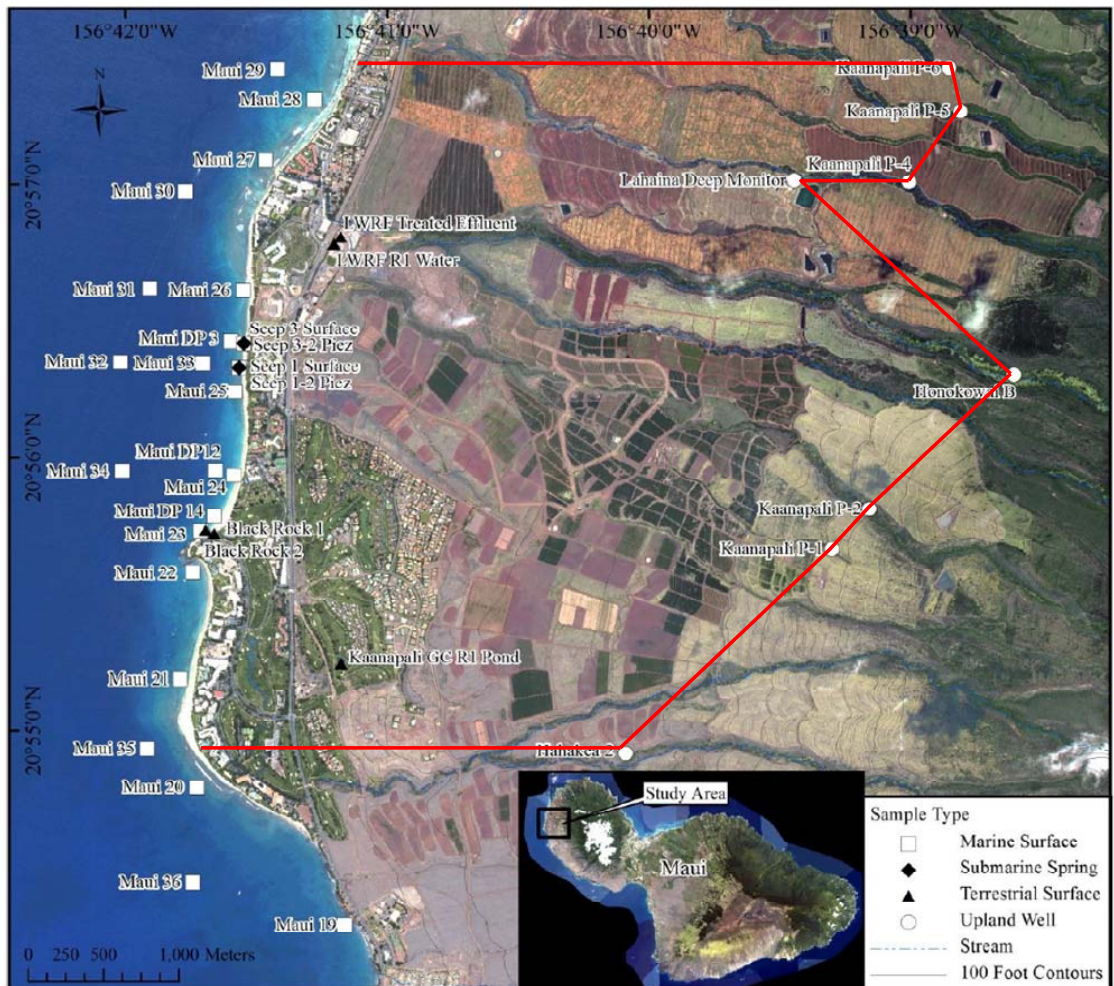 156°42'0"W
156°41'0"W
156°40'0"W
156°39'0"W
N
Maui 29
Kaanapali P-6
Maui 28
Kaanapali P-5
Maui 27
Kaanapali P-4
20°57'0"N
Maui 30
Lahaina Deep Monitor
LWRF Treated Effluent
LWRF R1 Water
Maui 31
Maui 26
Seep 3 Surface
Maui DP 3
Seep 3-2 Piez
Maui 32
Maui 33
Seep 1 Surface
Seep 1-2 Piez
Maui 25
Honokowai B
20°56'0"N
Maui DP12
Maui 34
Maui 24
Kaanapali P-2
Maui DP 14
Maui 23
Black Rock 1
Black Rock 2
Kaanapali P-1
Maui 22
Kaanapali GC R1 Pond
Maui 21
20°55'0"N
Maui 35
Hahakea 2
Maui 20
Study Area
Maui
Maui 36
Maui 19
0 250 500 1,000 Meters
Sample Type
Marine Surface
Submarine Spring
Terrestrial Surface
Upland Well
Stream
100 Foot Contours